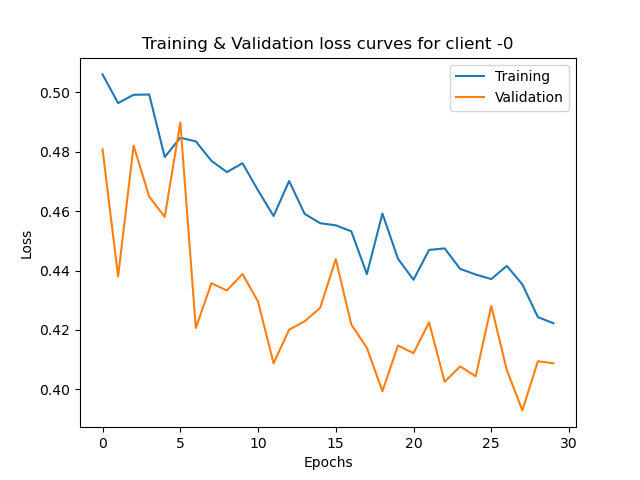 Training & Validation loss curves for client -0
Training
Validation
0.50
0.48
0.46
0.44
0.42
0.40
Loss
0 5 10 15 20 25 30
Epochs